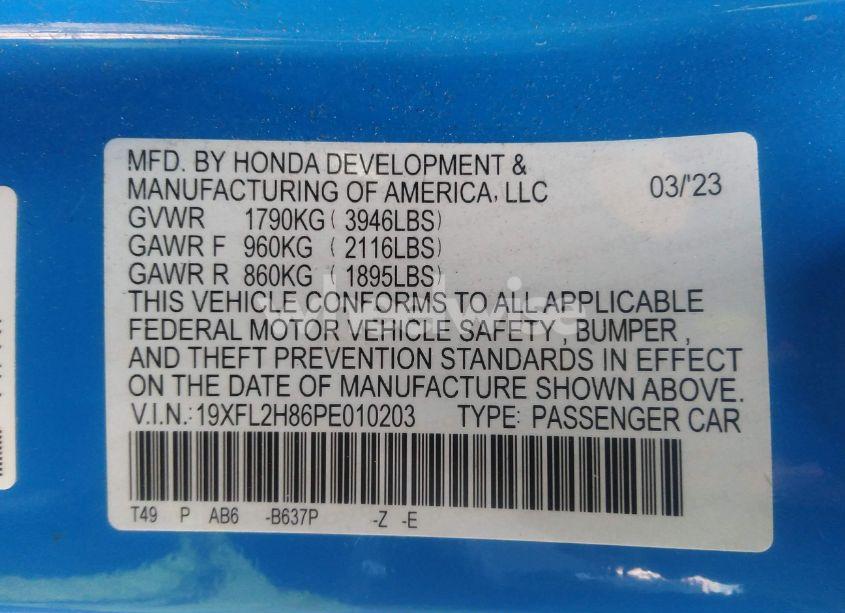 MFD. BY HONDA DEVELOPMENT &
MANUFACTURING OF AMERICA, LLC 03/'23
GVWR 1790KG ( 3946LBS)
GAWR F 960KG ( 2116LBS)
GAWR R 860KG ( 1895LBS)
THIS VEHICLE CONFORMS TO ALL APPLICABLE
FEDERAL MOTOR VEHICLE SAFETY , BUMPER ,
AND THEFT PREVENTION STANDARDS IN EFFECT
ON THE DATE OF MANUFACTURE SHOWN ABOVE.
V.I.N.: 19XFL2H86PE010203 TYPE: PASSENGER CAR
T49 P AB6 -B637P -Z -E